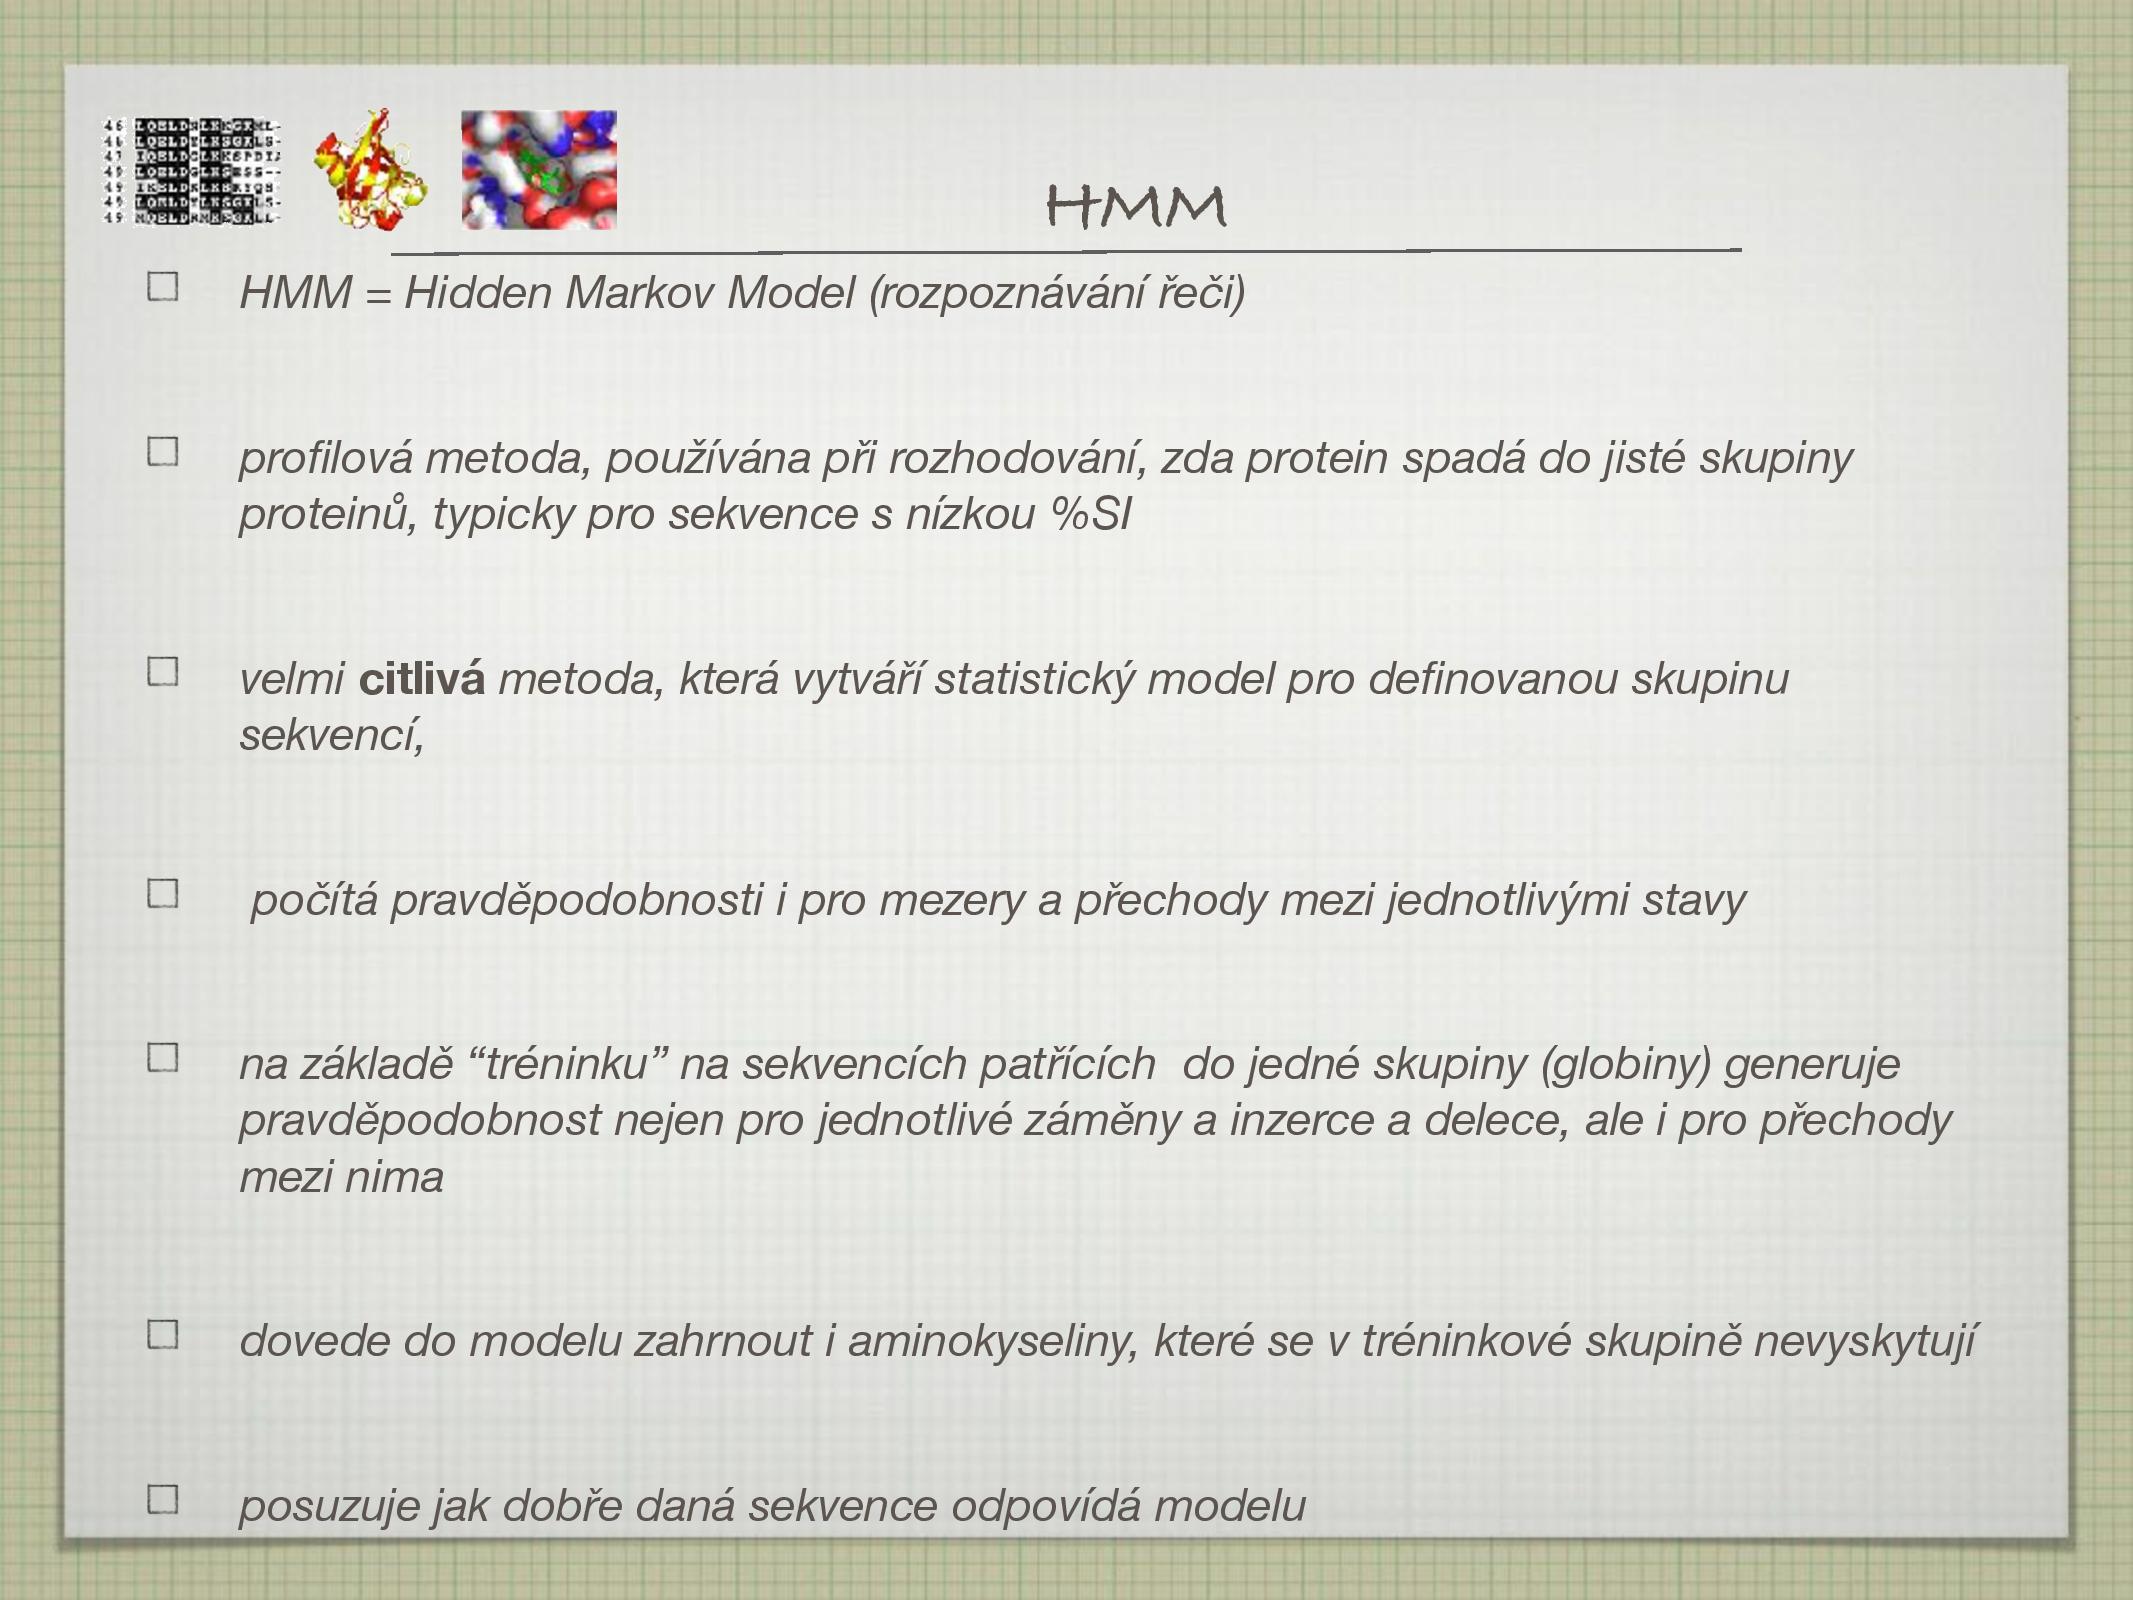 HMM
HMM = Hidden Markov Model (rozpoznávání řeči)
profilová metoda, používána při rozhodování, zda protein spadá do jisté skupiny
proteinů, typicky pro sekvence s nízkou %SI
velmi citlivá metoda, která vytváří statistický model pro definovanou skupinu
sekvencí,
počítá pravděpodobnosti i pro mezery a přechody mezi jednotlivými stavy
na základě “tréninku” na sekvencích patřících  do jedné skupiny (globiny) generuje
pravděpodobnost nejen pro jednotlivé záměny a inzerce a delece, ale i pro přechody
mezi nima
dovede do modelu zahrnout i aminokyseliny, které se v tréninkové skupině nevyskytují
posuzuje jak dobře daná sekvence odpovídá modelu